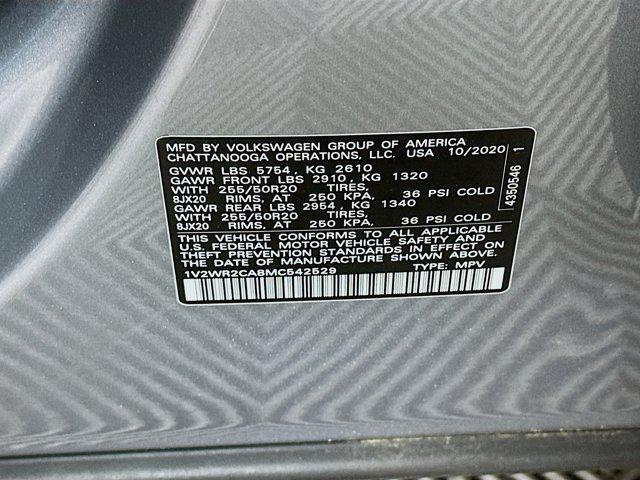 MFD BY VOLKSWAGEN GROUP OF AMERICA
CHATTANOOGA OPERATIONS, LLC. USA 10/2020
GVWR LBS 5754 , KG 2610
GAWR FRONT LBS 2910, KG 1320
WITH 255/50R20 TIRES,
8JX20 RIMS, AT 250 KPA, 36 PSI COLD
GAWR REAR LBS 2954 , KG 1340
WITH 255/50R20 TIRES,
8JX20 RIMS, AT 250 KPA, 36 PSI COLD
THIS VEHICLE CONFORMS TO ALL APPLICABLE
U.S. FEDERAL MOTOR VEHICLE SAFETY AND
THEFT PREVENTION STANDARDS IN EFFECT ON
THE DATE OF MANUFACTURE SHOWN ABOVE.
1V2WR2CA8MC542529 TYPE: MPV
4350546 1